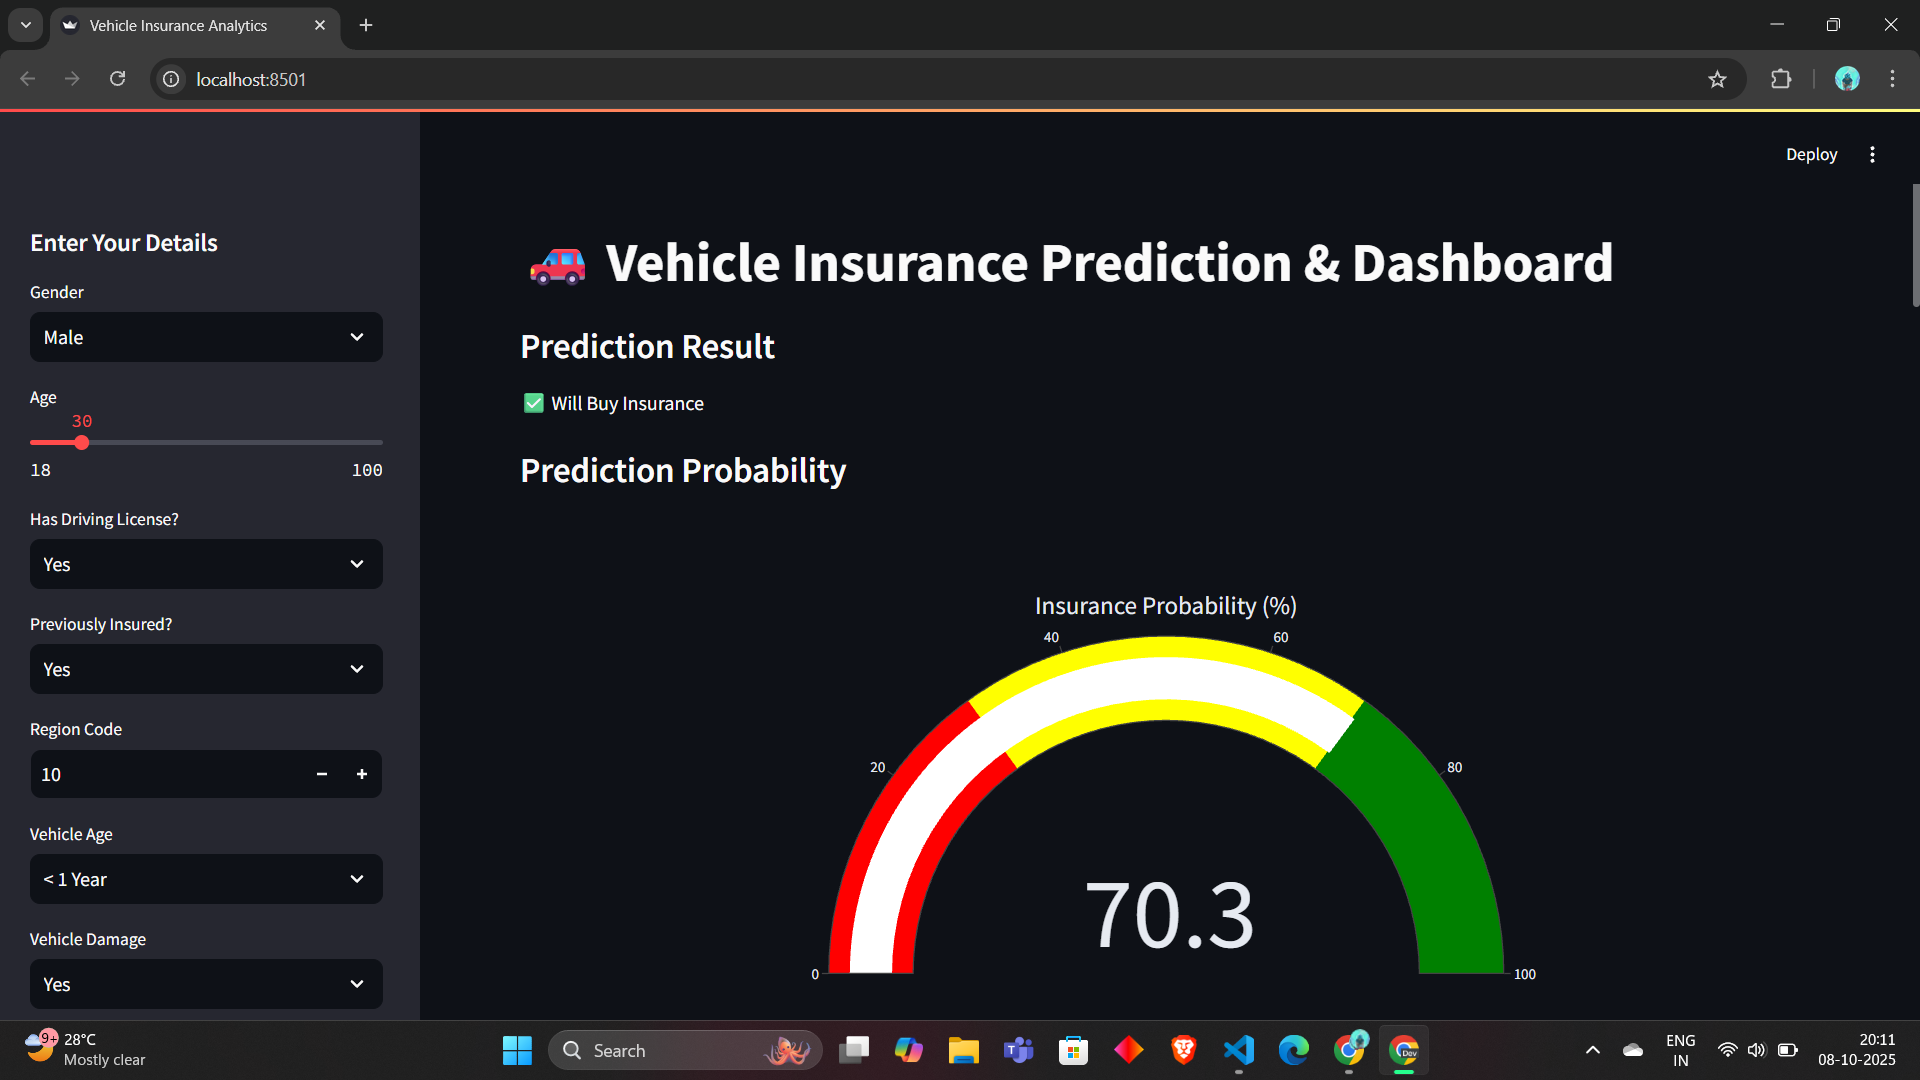 Vehicle Insurance Analytics
localhost:8501
Deploy
Enter Your Details
Gender
Male
Age
30
18 100
Has Driving License?
Yes
Previously Insured?
Yes
Region Code
10
Vehicle Age
< 1 Year
Vehicle Damage
Yes
Vehicle Insurance Prediction & Dashboard
Prediction Result
Will Buy Insurance
Prediction Probability
Insurance Probability (%)
0
20
40
60
80
100
70.3
9+
28°C
Mostly clear
Search
Dev
ENG
IN
20:11
08-10-2025